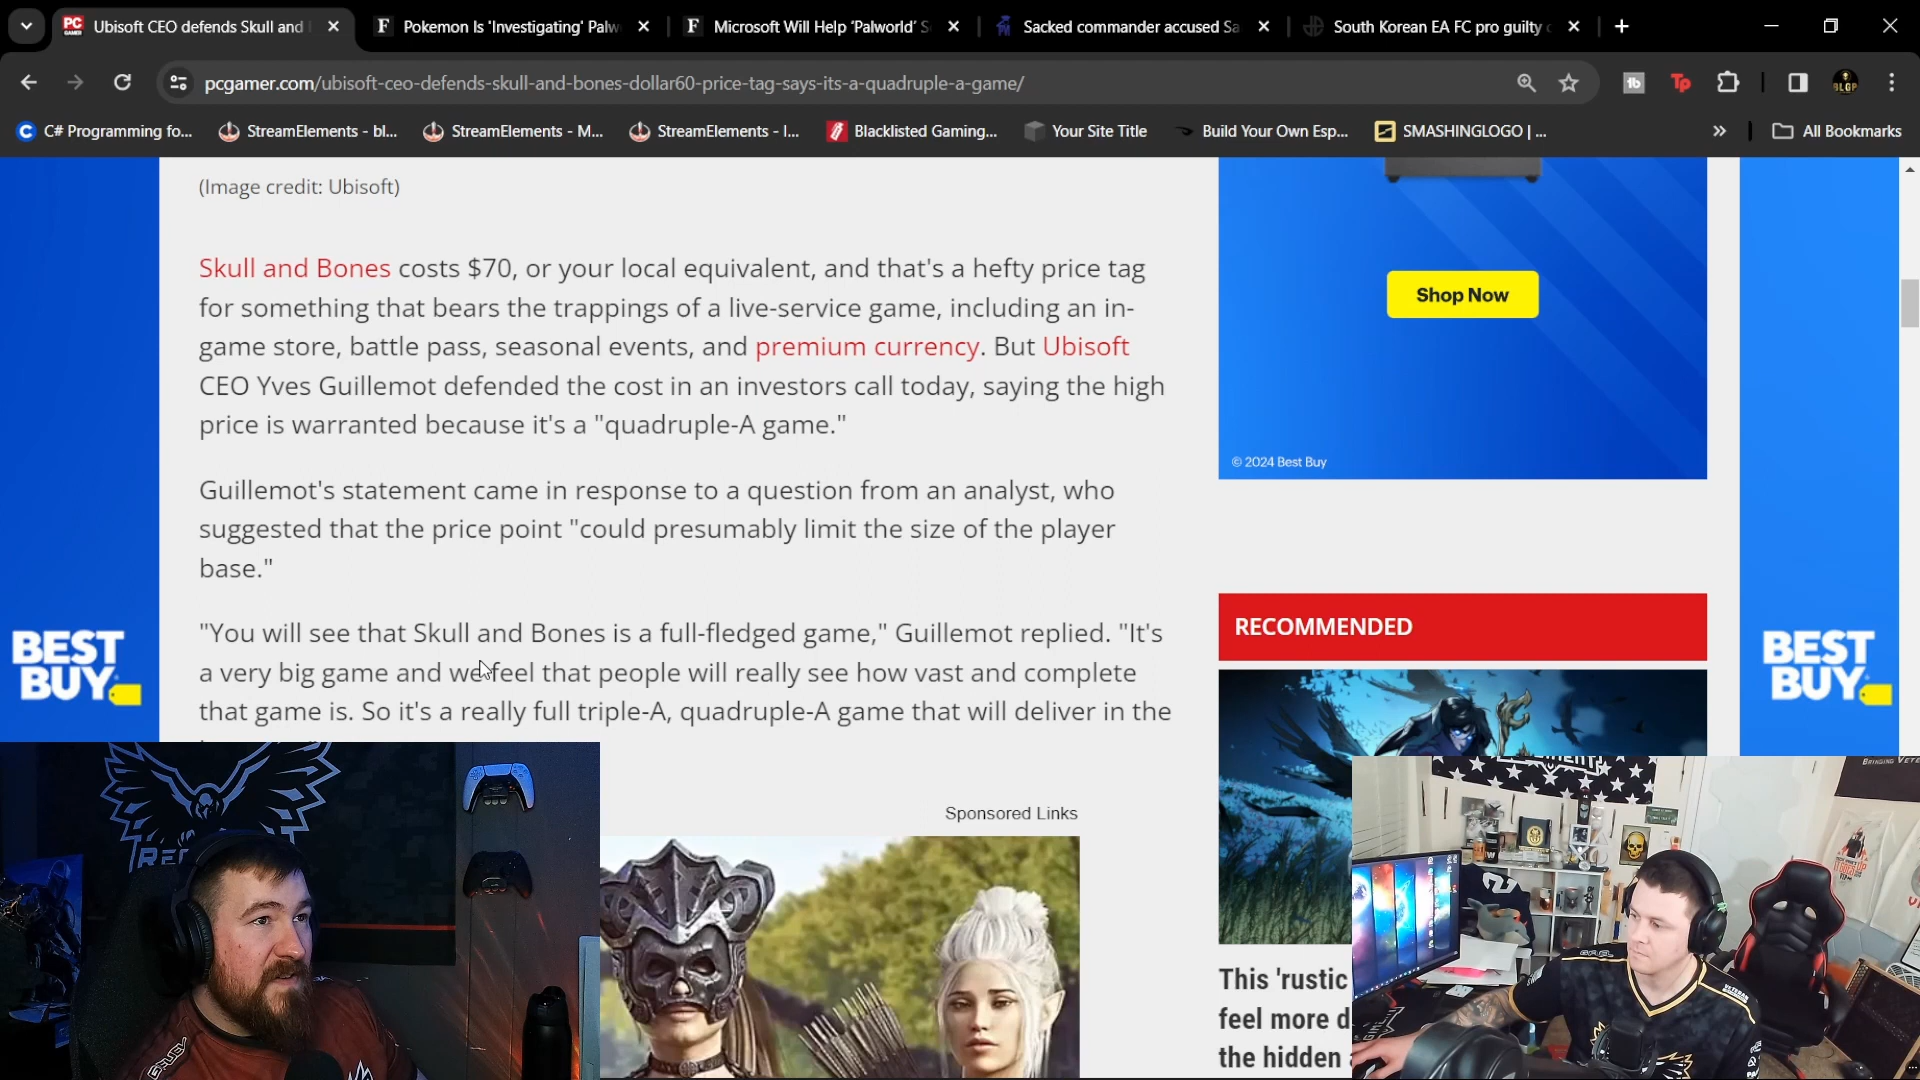 Ubisoft CEO defends Skull and
Pokemon Is 'Investigating' Palw
Microsoft Will Help 'Palworld' S
Sacked commander accused Sa
South Korean EA FC pro guilty
pcgamer.com/ubisoft-ceo-defends-skull-and-bones-dollar60-price-tag-says-its-a-quadruple-a-game/
C# Programming fo...
StreamElements - bl...
StreamElements - M...
StreamElements - I...
Blacklisted Gaming...
Your Site Title
Build Your Own Esp...
SMASHINGLOGO | ...
All Bookmarks
(Image credit: Ubisoft)
Skull and Bones costs $70, or your local equivalent, and that's a hefty price tag
for something that bears the trappings of a live-service game, including an in-
game store, battle pass, seasonal events, and premium currency. But Ubisoft
CEO Yves Guillemot defended the cost in an investors call today, saying the high
price is warranted because it's a "quadruple-A game."
Guillemot's statement came in response to a question from an analyst, who
suggested that the price point "could presumably limit the size of the player
base."
"You will see that Skull and Bones is a full-fledged game," Guillemot replied. "It's
a very big game and we feel that people will really see how vast and complete
that game is. So it's a really full triple-A, quadruple-A game that will deliver in the
Sponsored Links
Shop Now
© 2024 Best Buy
RECOMMENDED
This 'rustic
feel more d
the hidden
BEST
BUY
BEST
BUY